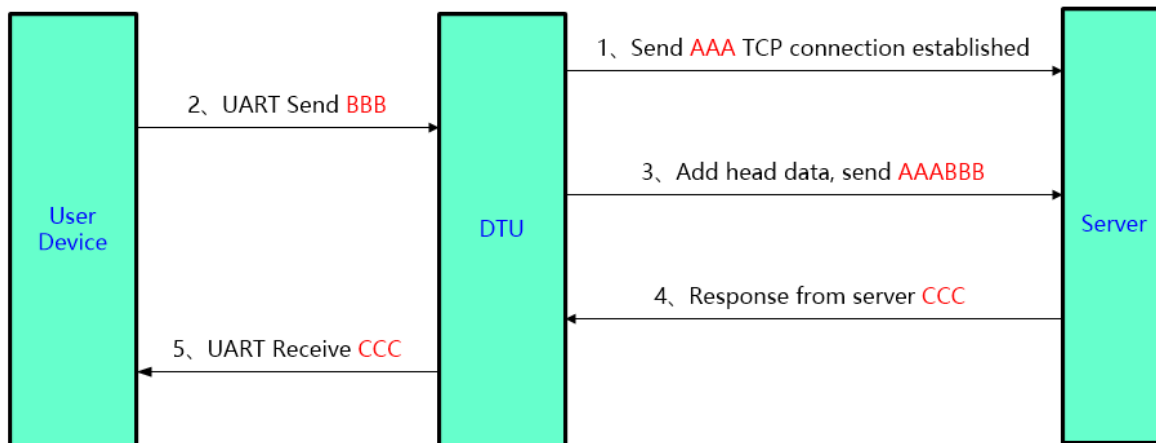 1、Send AAA TCP connection established
2、UART Send BBB
3、Add head data, send AAABBB
User
Device
DTU
Server
4、Response from server CCC
5、UART Receive CCC